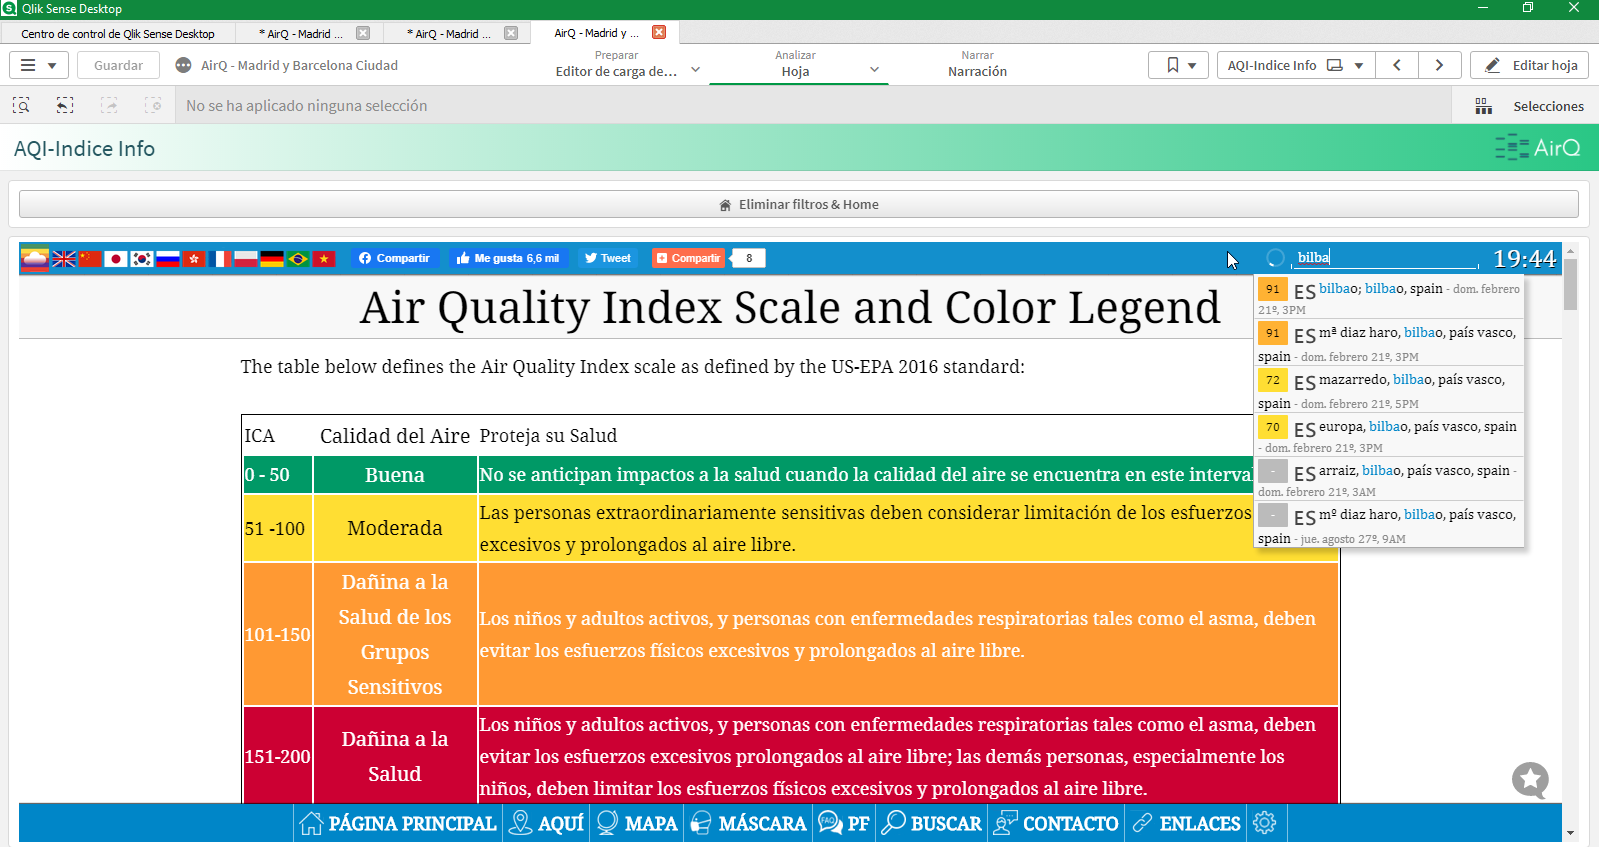 Qlik Sense Desktop
Centro de control de Qlik Sense Desktop
* AirQ - Madrid ...
* AirQ - Madrid ...
AirQ - Madrid y ...
Guardar
AirQ - Madrid y Barcelona Ciudad
Preparar
Editor de carga de...
Analizar
Hoja
Narrar
Narración
AQI-Indice Info
Editar hoja
No se ha aplicado ninguna selección
Selecciones
AQI-Indice Info
AirQ
Eliminar filtros & Home
Compartir
Me gusta 6,6 mil
Tweet
Compartir
8
bilba
19:44
Air Quality Index Scale and Color Legend
91 ES bilbao; bilbao, spain - dom. febrero
21º, 3PM
91 ES mª diaz haro, bilbao, país vasco,
spain - dom. febrero 21º, 3PM
72 ES mazarredo, bilbao, país vasco,
spain - dom. febrero 21º, 5PM
70 ES europa, bilbao, país vasco, spain
- dom. febrero 21º, 3PM
- ES arraiz, bilbao, país vasco, spain -
dom. febrero 21º, 3AM
- ES mº diaz haro, bilbao, país vasco,
spain - jue. agosto 27º, 9AM
The table below defines the Air Quality Index scale as defined by the US-EPA 2016 standard:
ICA Calidad del Aire Proteja su Salud
0 - 50 Buena No se anticipan impactos a la salud cuando la calidad del aire se encuentra en este
51 -100 Moderada Las personas extraordinariamente sensitivas deben considerar limitación de los esfuerzos
excesivos y prolongados al aire libre.
101-150
Dañina a la
Salud de los
Grupos
Sensitivos
Los niños y adultos activos, y personas con enfermedades respiratorias tales como el asma, deben
evitar los esfuerzos físicos excesivos y prolongados al aire libre.
151-200
Dañina a la
Salud
Los niños y adultos activos, y personas con enfermedades respiratorias tales como el asma, deben
evitar los esfuerzos excesivos prolongados al aire libre; las demás personas, especialmente los
niños, deben limitar los esfuerzos físicos excesivos y prolongados al aire libre.
PÁGINA PRINCIPAL
AQUÍ
MAPA
MÁSCARA
FAQ PF
BUSCAR
CONTACTO
ENLACES